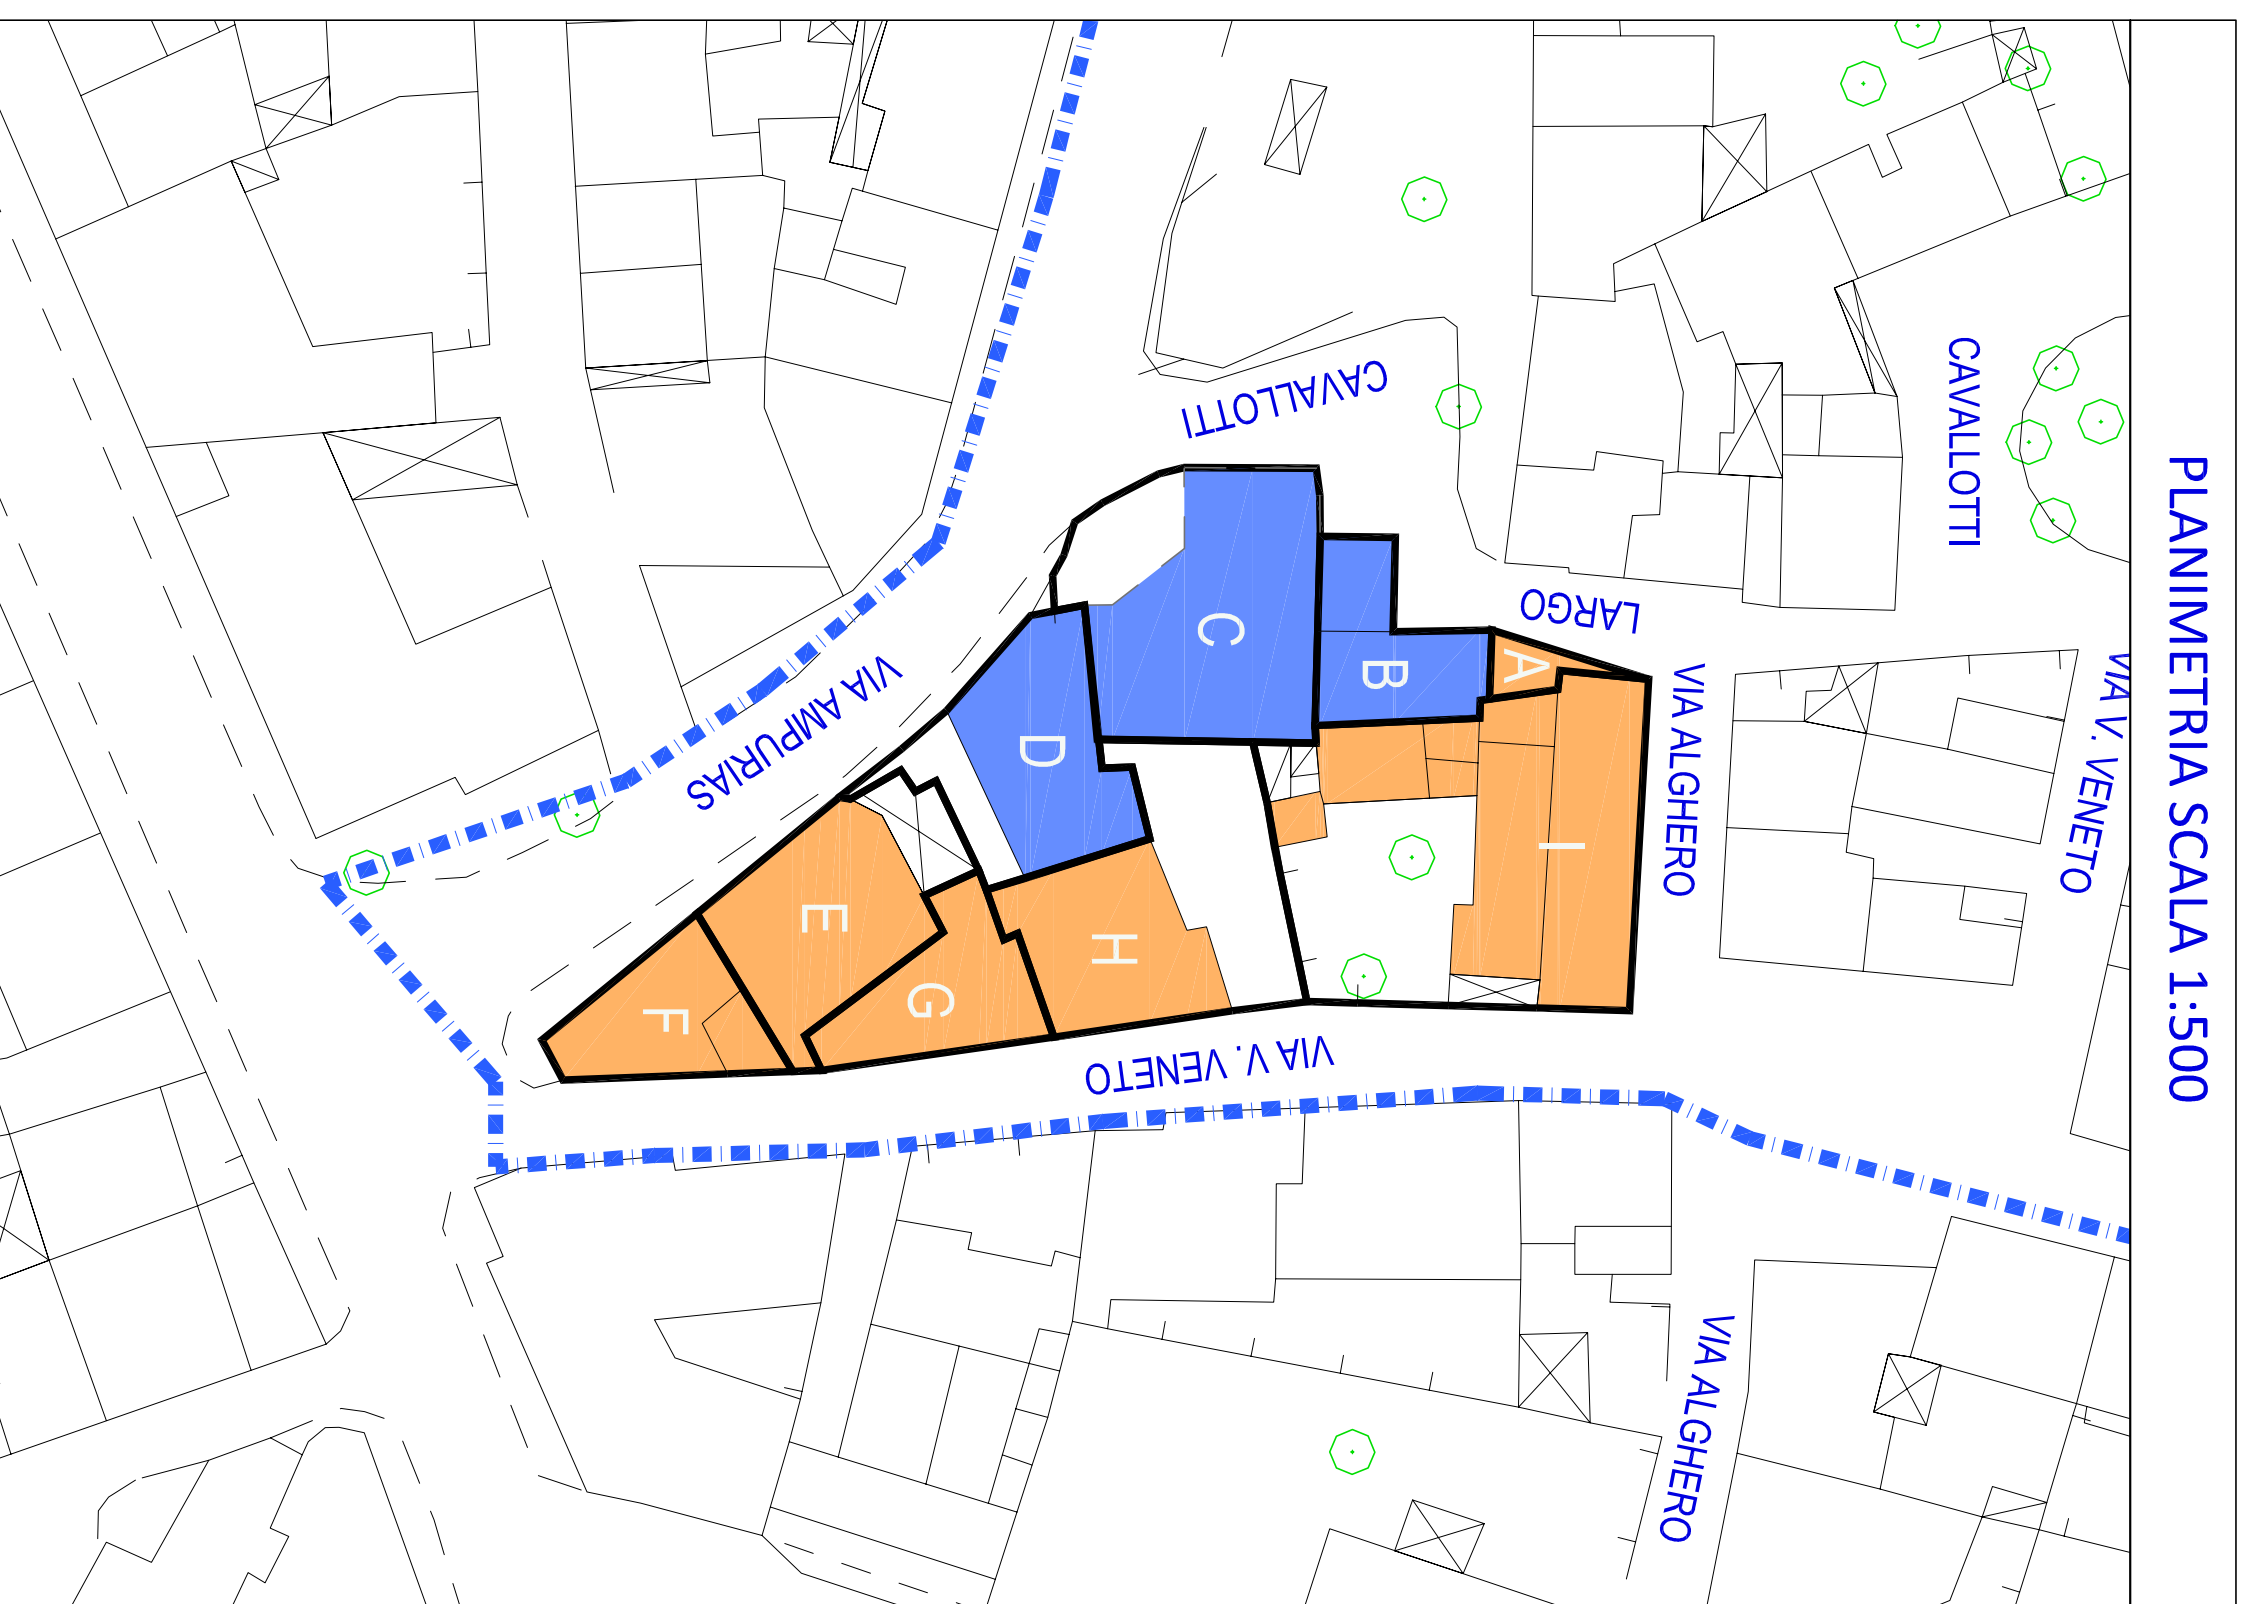 PLANIMETRIA SCALA 1:500
CAVALLOTTI
CAVALLOTTI
LARGO
VIA ALGHERO
VIA V. VENETO
VIA AMPURIAS
C
B
A
D
I
E
H
G
F
VIA V. VENETO
VIA ALGHERO